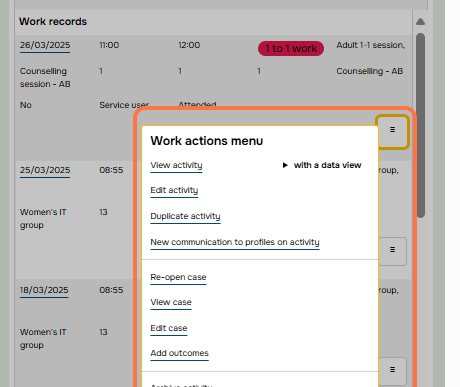 Work records
26/03/2025 11:00 12:00 1 to 1 work Adult 1-1 session,
Counselling session - AB 1 1 1 Counselling - AB
No Service user Attended
≡
Work actions menu
View activity ▶ with a data view
Edit activity
Duplicate activity
New communication to profiles on activity
Re-open case
View case
Edit case
Add outcomes
25/03/2025 08:55 roup,
Women's IT group 13
≡
18/03/2025 08:55 roup,
Women's IT group 13
≡